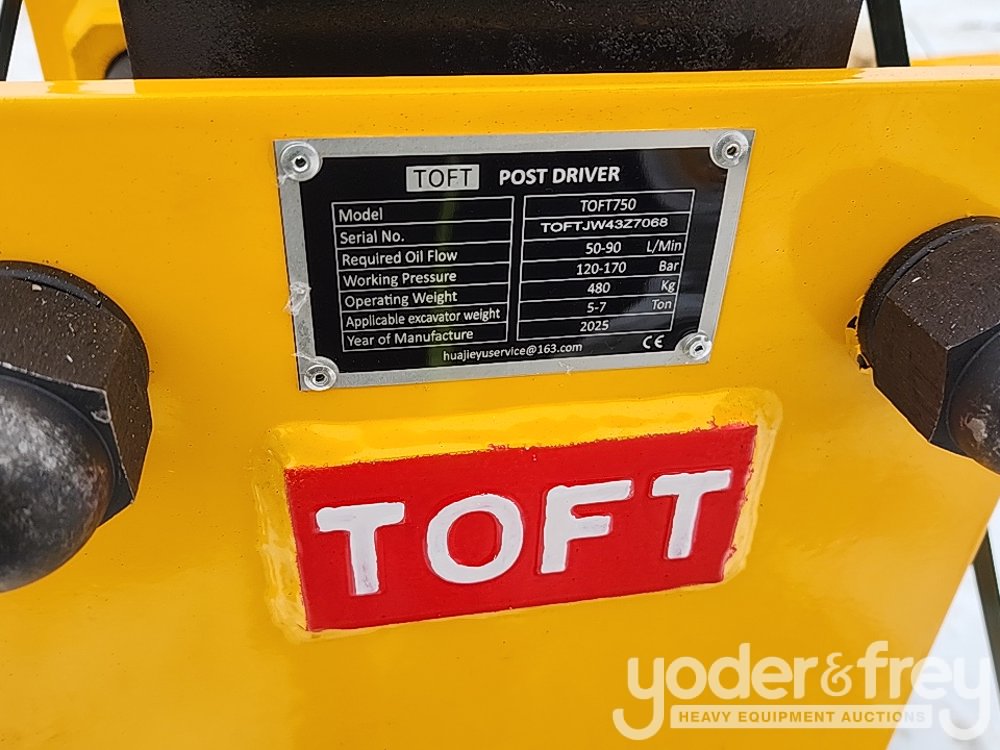 TOFT POST DRIVER
Model TOFT750
Serial No. TOFTJW43Z7068
Required Oil Flow 50-90 L/Min
Working Pressure 120-170 Bar
Operating Weight 480 Kg
Applicable excavator weight 5-7 Ton
Year of Manufacture 2025
huajieyuservice@163.com CE
TOFT
yoder&frey
HEAVY EQUIPMENT AUCTIONS